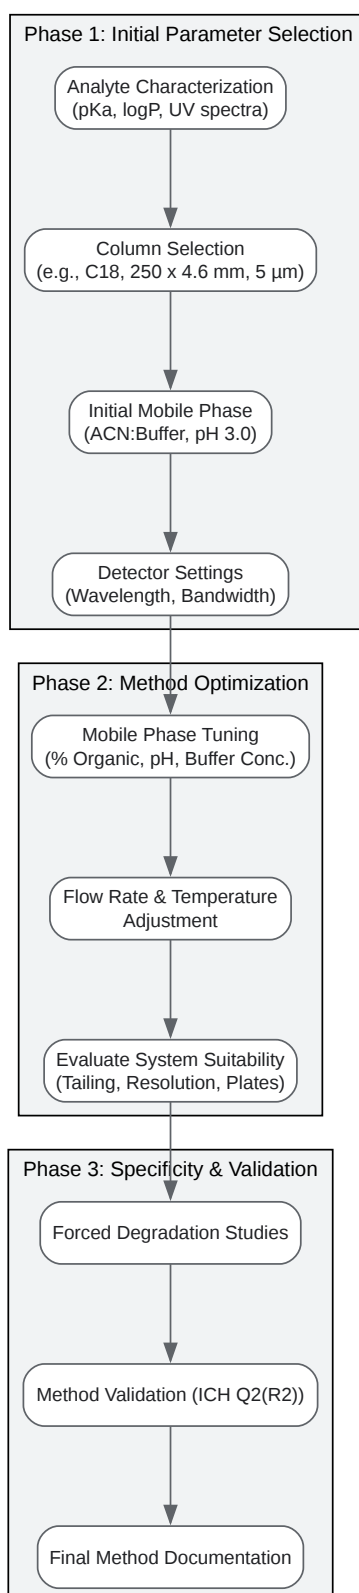 Phase 1: Initial Parameter Selection
Analyte Characterization
(pKa, logP, UV spectra)
Column Selection
(e.g., C18, 250 x 4.6 mm, 5 µm)
Initial Mobile Phase
(ACN:Buffer, pH 3.0)
Detector Settings
(Wavelength, Bandwidth)
Phase 2: Method Optimization
Mobile Phase Tuning
(% Organic, pH, Buffer Conc.)
Flow Rate & Temperature
Adjustment
Evaluate System Suitability
(Tailing, Resolution, Plates)
Phase 3: Specificity & Validation
Forced Degradation Studies
Method Validation (ICH Q2(R2))
Final Method Documentation